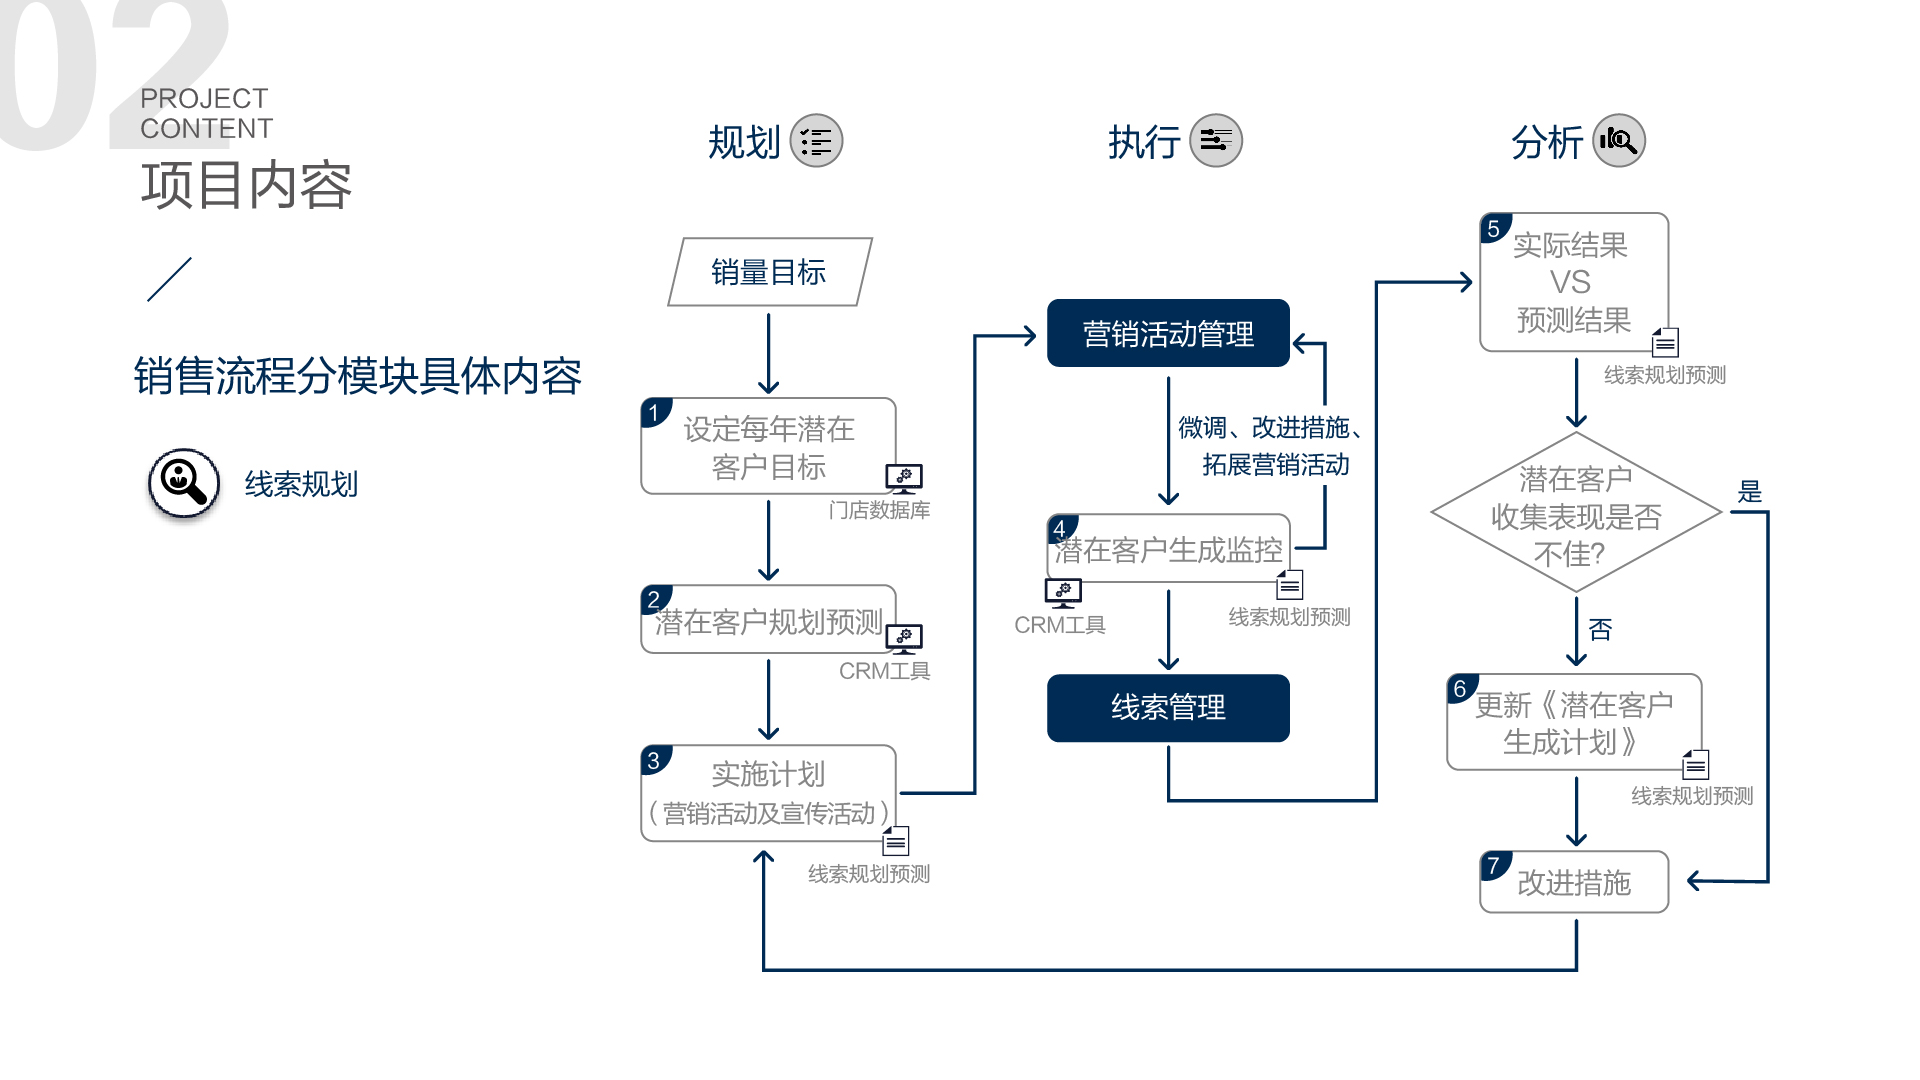 02
PROJECT
CONTENT
项目内容
销售流程分模块具体内容
线索规划
规划
销量目标
1
设定每年潜在
客户目标
门店数据库
2
潜在客户规划预测
CRM工具
3
实施计划
（营销活动及宣传活动）
线索规划预测
执行
营销活动管理
微调、改进措施、
拓展营销活动
4
潜在客户生成监控
CRM工具
线索规划预测
线索管理
分析
5
实际结果
VS
预测结果
线索规划预测
潜在客户
收集表现是否
不佳?
是
否
6
更新《潜在客户
生成计划》
线索规划预测
7
改进措施